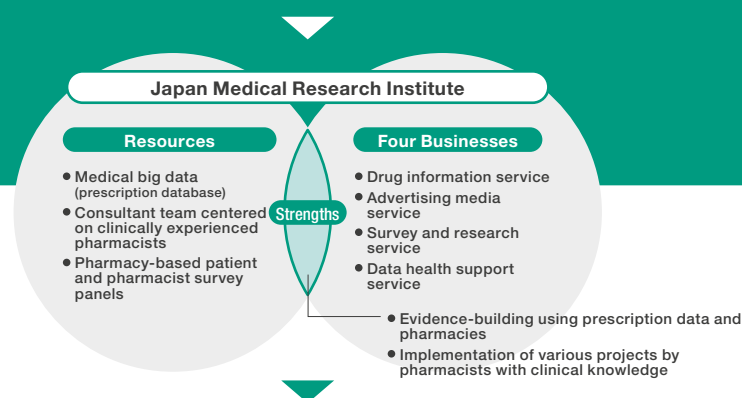 Japan Medical Research Institute
Resources
• Medical big data
(prescription database)
• Consultant team centered
on clinically experienced
pharmacists
• Pharmacy-based patient
and pharmacist survey
panels
Strengths
Four Businesses
• Drug information service
• Advertising media
service
• Survey and research
service
• Data health support
service
• Evidence-building using prescription data and
pharmacies
• Implementation of various projects by
pharmacists with clinical knowledge